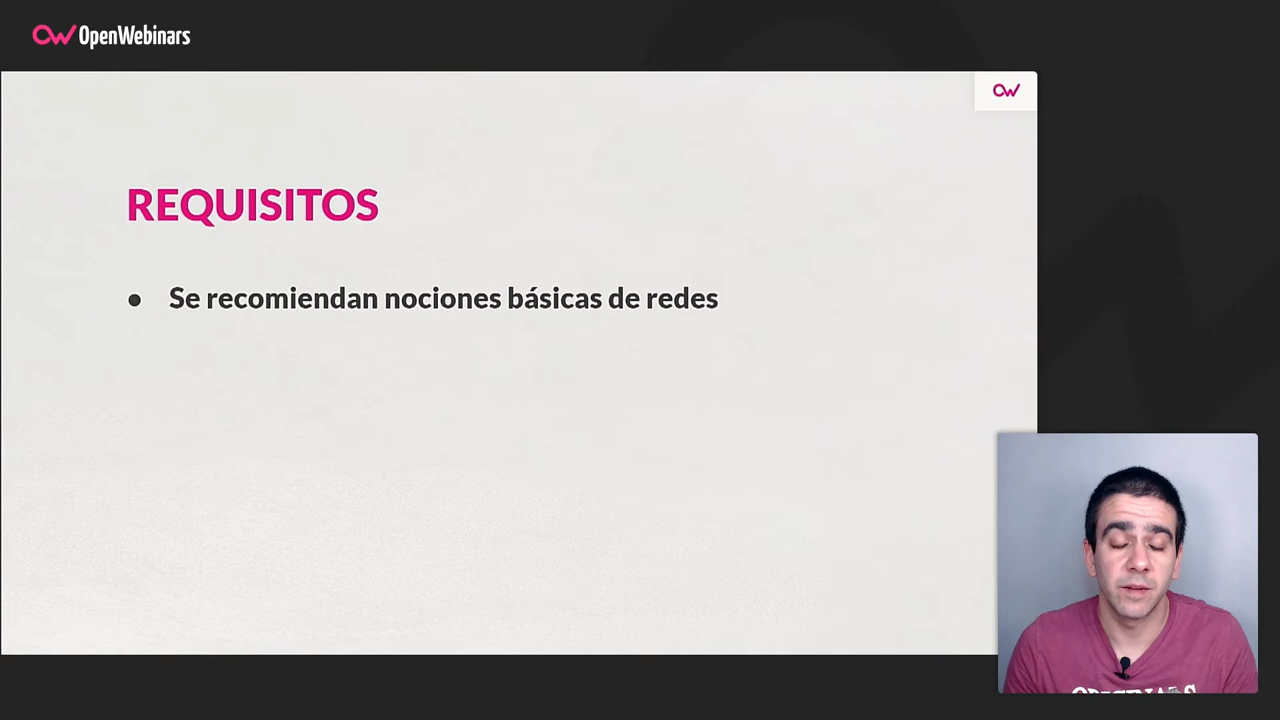 OpenWebinars
REQUISITOS
● Se recomiendan nociones básicas de redes